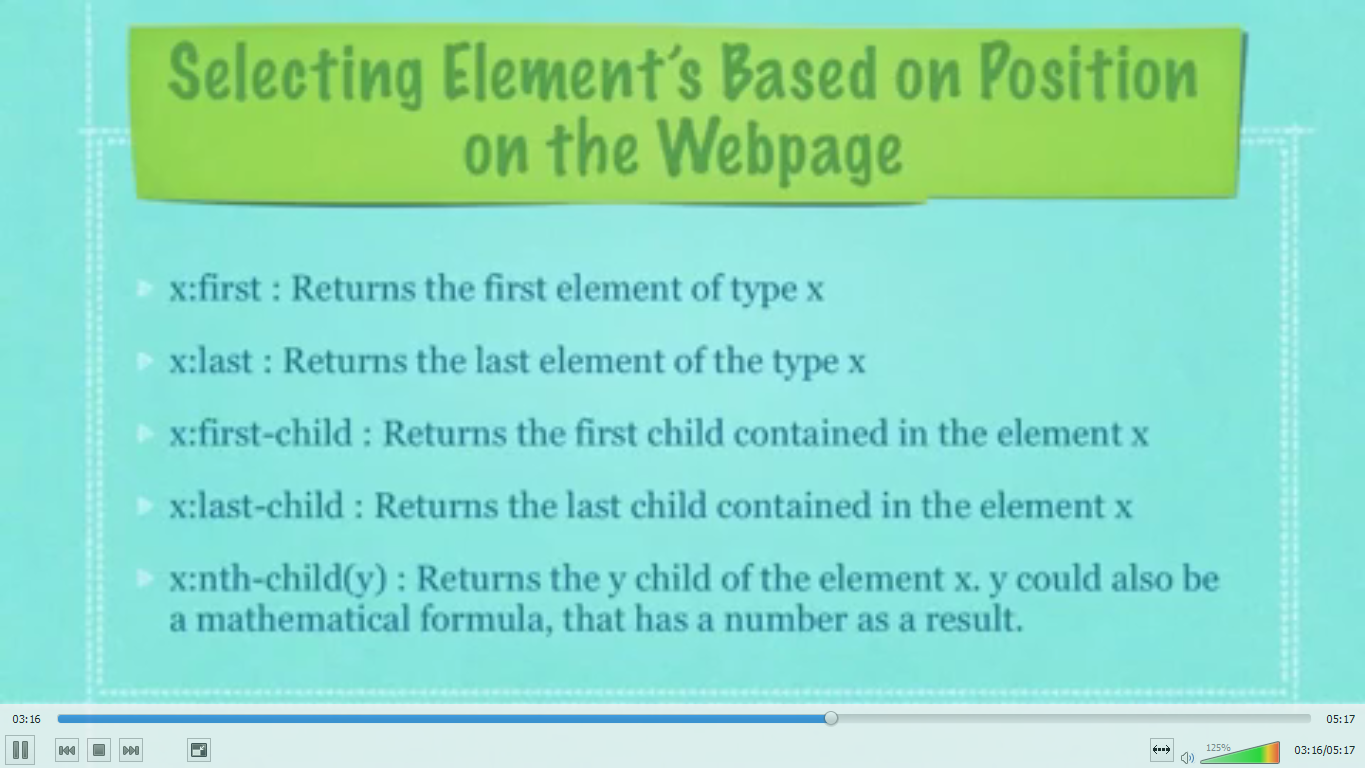 Selecting Element's Based on Position
on the Webpage
x:first : Returns the first element of type x
x:last : Returns the last element of the type x
x:first-child : Returns the first child contained in the element x
x:last-child : Returns the last child contained in the element x
x:nth-child(y) : Returns the y child of the element x. y could also be
a mathematical formula, that has a number as a result.
03:16 05:17
125% 03:16/05:17